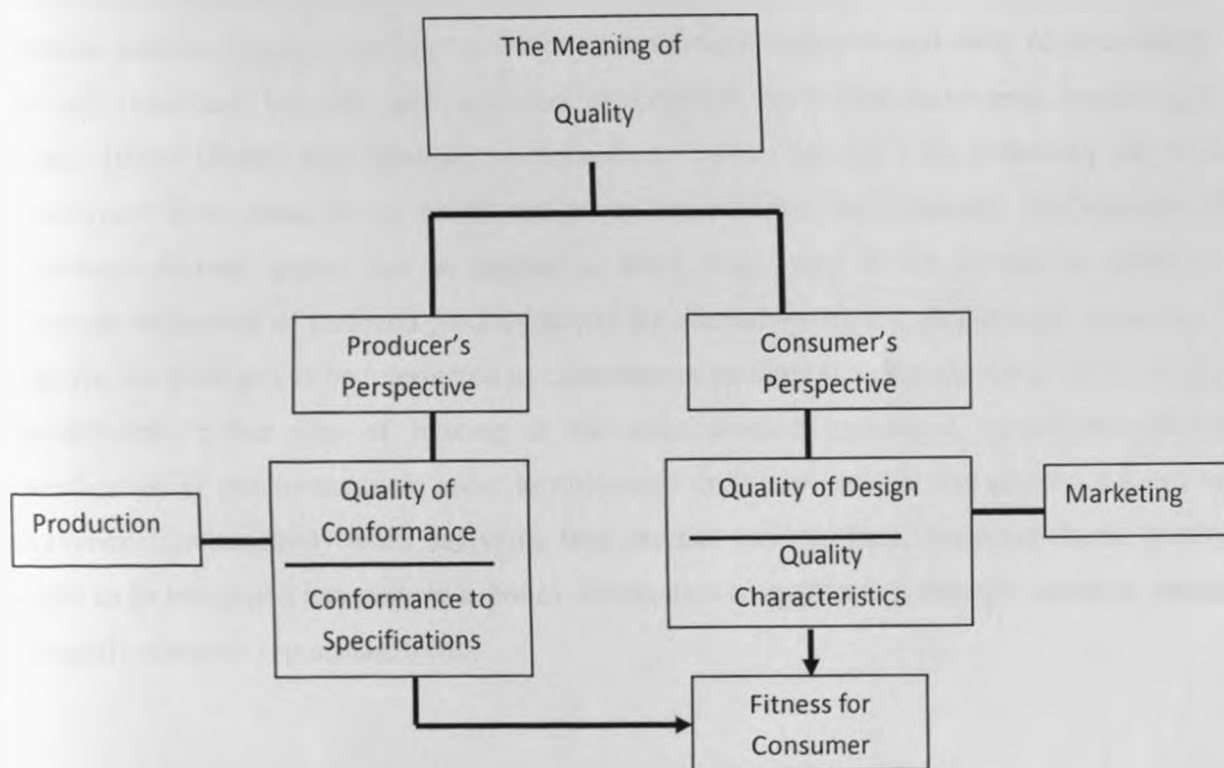 The Meaning of
Quality
Producer's
Perspective
Consumer's
Perspective
Production
Quality of
Conformance
Conformance to
Specifications
Quality of Design
Quality
Characteristics
Marketing
Fitness for
Consumer